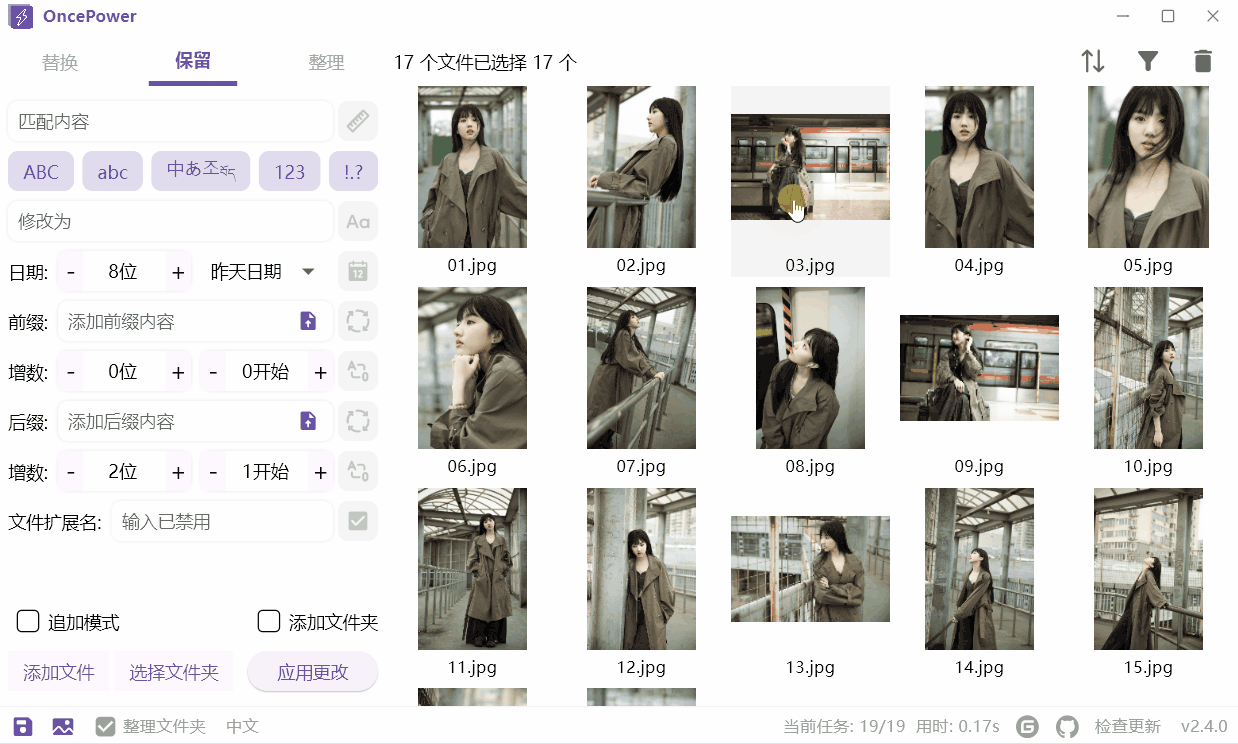 OncePower
替换 保留 整理 17 个文件已选择 17 个
匹配内容
ABC abc 中あ조 123 !.?
修改为 Aa
日期: - 8位 + 昨天日期 12
前缀: 添加前缀内容
增数: - 0位 + - 0开始 +
后缀: 添加后缀内容
增数: - 2位 + - 1开始 +
文件扩展名: 输入已禁用
追加模式 添加文件夹
添加文件 选择文件夹 应用更改
01.jpg 02.jpg 03.jpg 04.jpg 05.jpg
06.jpg 07.jpg 08.jpg 09.jpg 10.jpg
11.jpg 12.jpg 13.jpg 14.jpg 15.jpg
整理文件夹 中文 当前任务: 19/19 用时: 0.17s 检查更新 v2.4.0